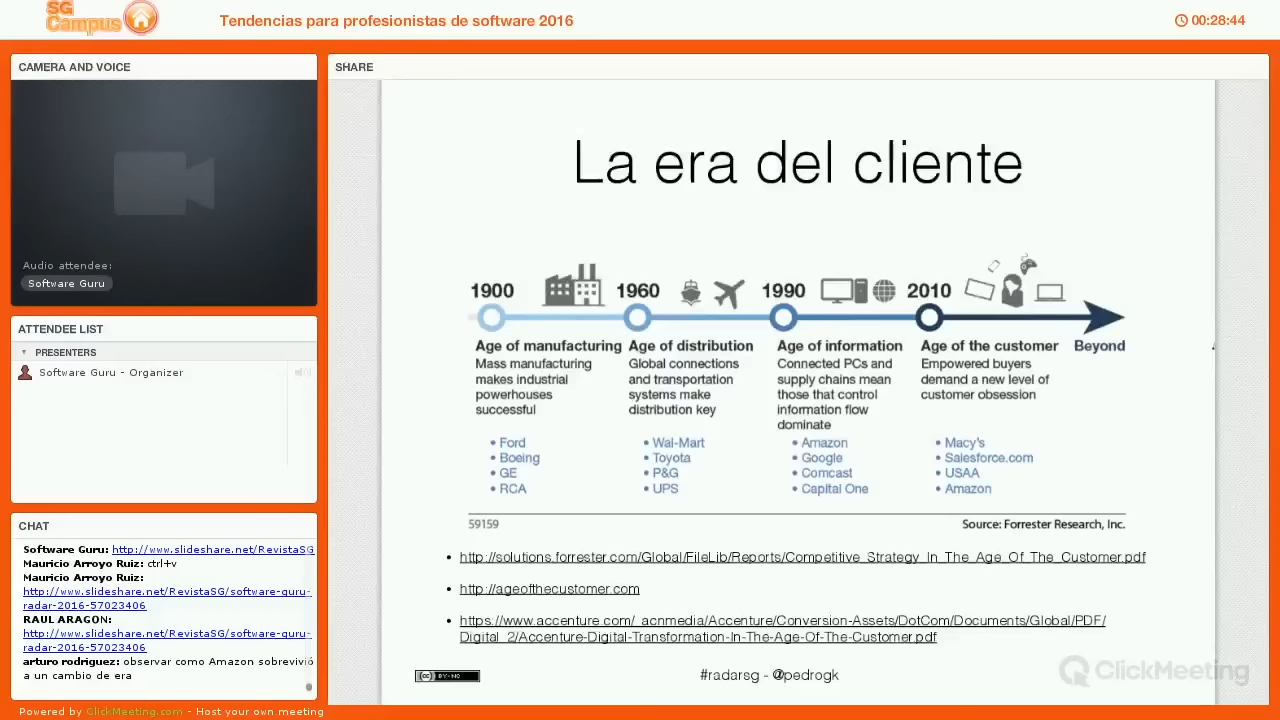 SG
Campus
Tendencias para profesionistas de software 2016
00:28:44
CAMERA AND VOICE
Audio attendee:
Software Guru
ATTENDEE LIST
PRESENTERS
Software Guru - Organizer
CHAT
Software Guru: http://www.slideshare.net/RevistaSG
Mauricio Arroyo Ruiz: ctrl+v
Mauricio Arroyo Ruiz:
http://www.slideshare.net/RevistaSG/software-guru-
radar-2016-57023406
RAUL ARAGON:
http://www.slideshare.net/RevistaSG/software-guru-
radar-2016-57023406
arturo rodriguez: observar como Amazon sobrevivió
a un cambio de era
Powered by ClickMeeting.com - Host your own meeting
SHARE
La era del cliente
1900 1960 1990 2010
Age of manufacturing
Mass manufacturing
makes industrial
powerhouses
successful
• Ford
• Boeing
• GE
• RCA
Age of distribution
Global connections
and transportation
systems make
distribution key
• Wal-Mart
• Toyota
• P&G
• UPS
Age of information
Connected PCs and
supply chains mean
those that control
information flow
dominate
• Amazon
• Google
• Comcast
• Capital One
Age of the customer
Empowered buyers
demand a new level of
customer obsession
• Macy's
• Salesforce.com
• USAA
• Amazon
Beyond
59159
Source: Forrester Research, Inc.
• http://solutions.forrester.com/Global/FileLib/Reports/Competitive_Strategy_In_The_Age_Of_The_Customer.pdf
• http://ageofthecustomer.com
• https://www.accenture.com/_acnmedia/Accenture/Conversion-Assets/DotCom/Documents/Global/PDF/
Digital_2/Accenture-Digital-Transformation-In-The-Age-Of-The-Customer.pdf
cc BY-NC
#radarsg - @pedrogk
ClickMeeting